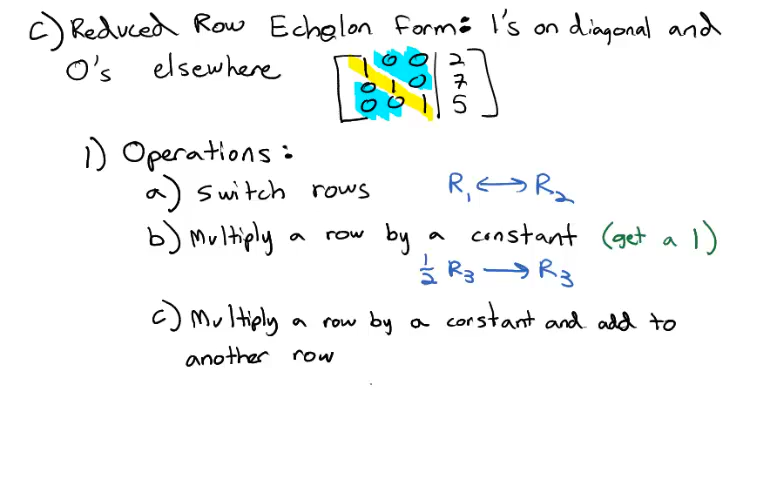 c) Reduced Row Echelon Form: 1's on diagonal and
0's elsewhere
[1 0 0 | 2]
[0 1 0 | 7]
[0 0 1 | 5]
1) Operations:
a) switch rows R₁ ↔ R₂
b) Multiply a row by a constant (get a 1)
½ R₃ → R₃
c) Multiply a row by a constant and add to
another row